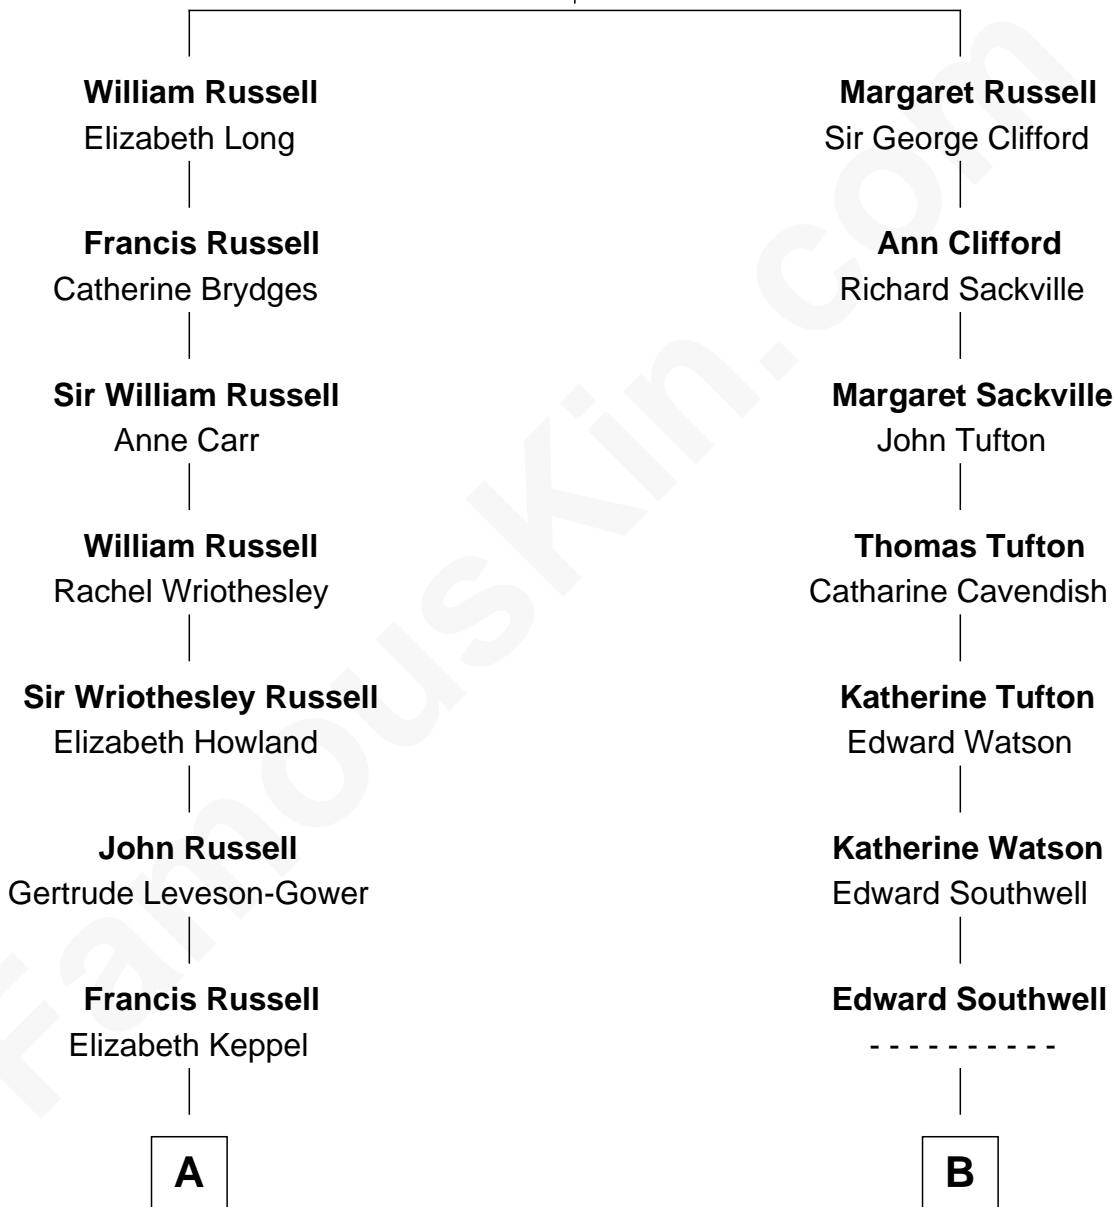 William Russell
Elizabeth Long
Margaret Russell
Sir George Clifford
Francis Russell
Catherine Brydges
Ann Clifford
Richard Sackville
Sir William Russell
Anne Carr
Margaret Sackville
John Tufton
William Russell
Rachel Wriothesley
Thomas Tufton
Catharine Cavendish
Sir Wriothesley Russell
Elizabeth Howland
Katherine Tufton
Edward Watson
John Russell
Gertrude Leveson-Gower
Katherine Watson
Edward Southwell
Francis Russell
Elizabeth Keppel
Edward Southwell
- - - - - - - - - -
A
B
FamousKin.com